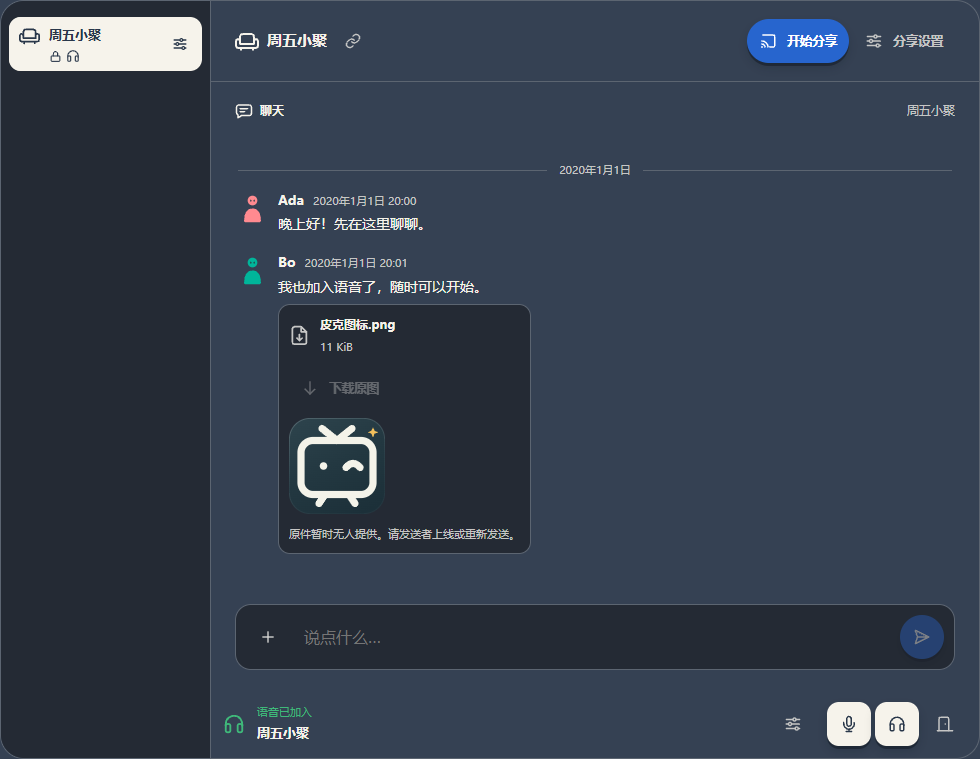 周五小聚
周五小聚
开始分享
分享设置
聊天
周五小聚
2020年1月1日
Ada 2020年1月1日 20:00
晚上好！先在这里聊聊。
Bo 2020年1月1日 20:01
我也加入语音了，随时可以开始。
皮克图标.png
11 KiB
下载原图
原件暂时无人提供。请发送者上线或重新发送。
说点什么...
语音已加入
周五小聚